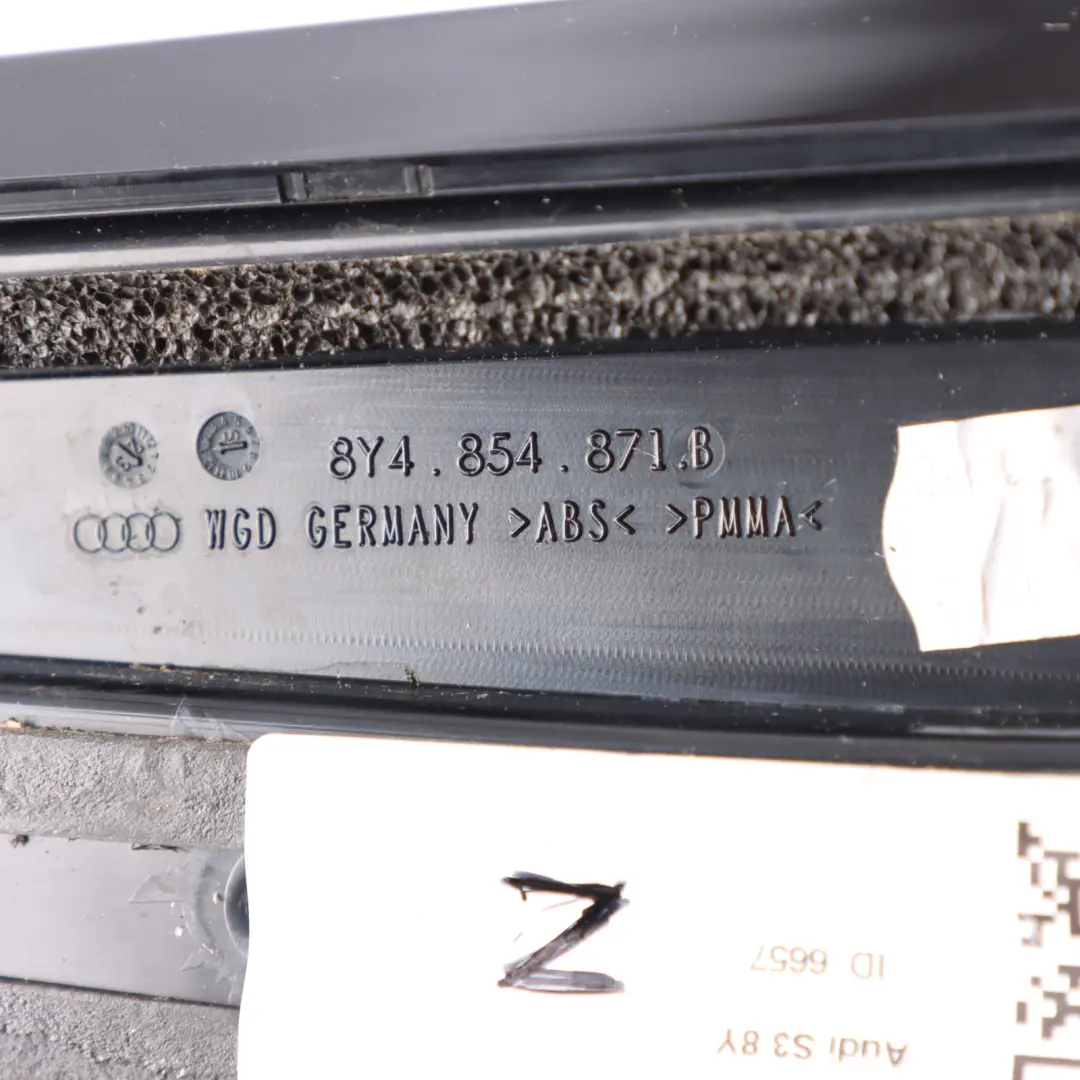 8Y4.854.871.B
WGD GERMANY >ABS< >PMMA<
Z
ID 6657
Audi S3 8Y